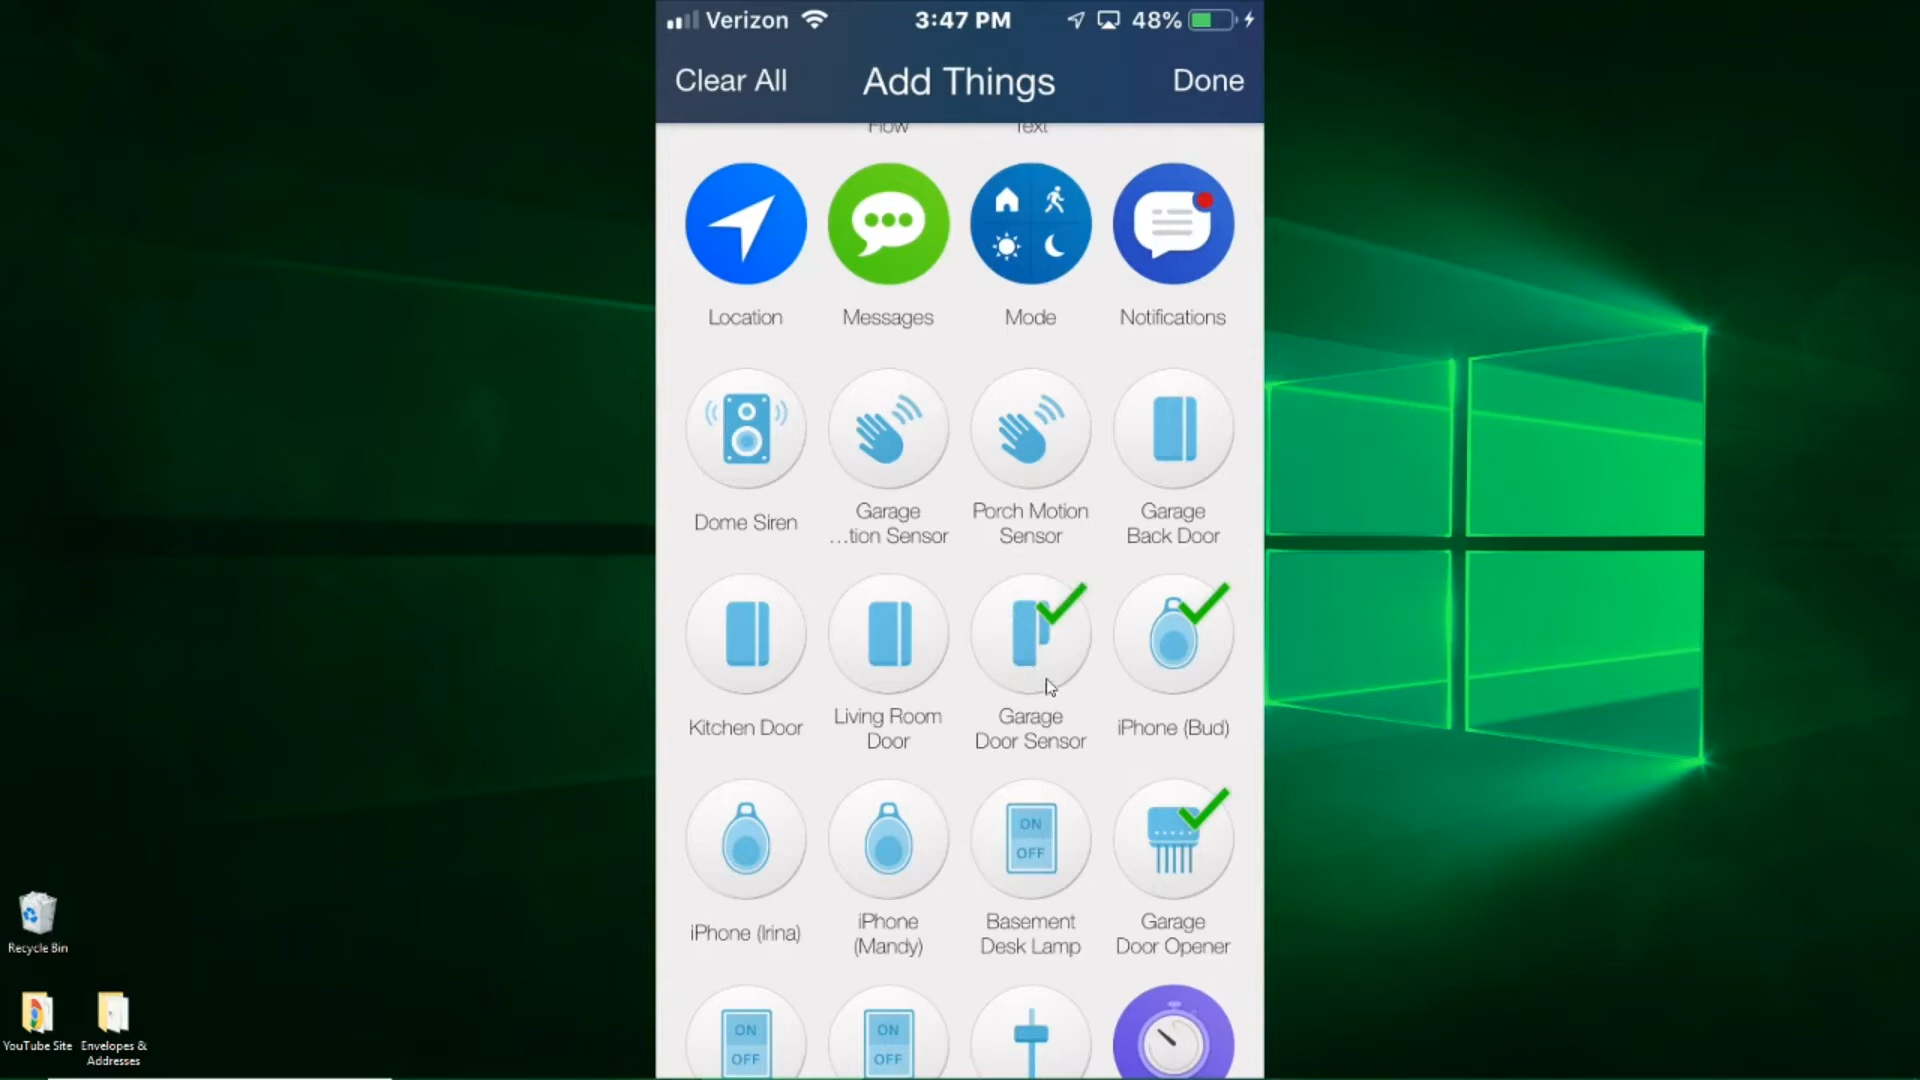 Verizon 3:47 PM 48%
Clear All Add Things Done
Flow Text
Location Messages Mode Notifications
Dome Siren
Garage
...tion Sensor
Porch Motion
Sensor
Garage
Back Door
Kitchen Door
Living Room
Door
Garage
Door Sensor
iPhone (Bud)
ON
OFF
iPhone (Irina)
iPhone
(Mandy)
Basement
Desk Lamp
Garage
Door Opener
ON
OFF
ON
OFF
Recycle Bin
YouTube Site
Envelopes &
Addresses